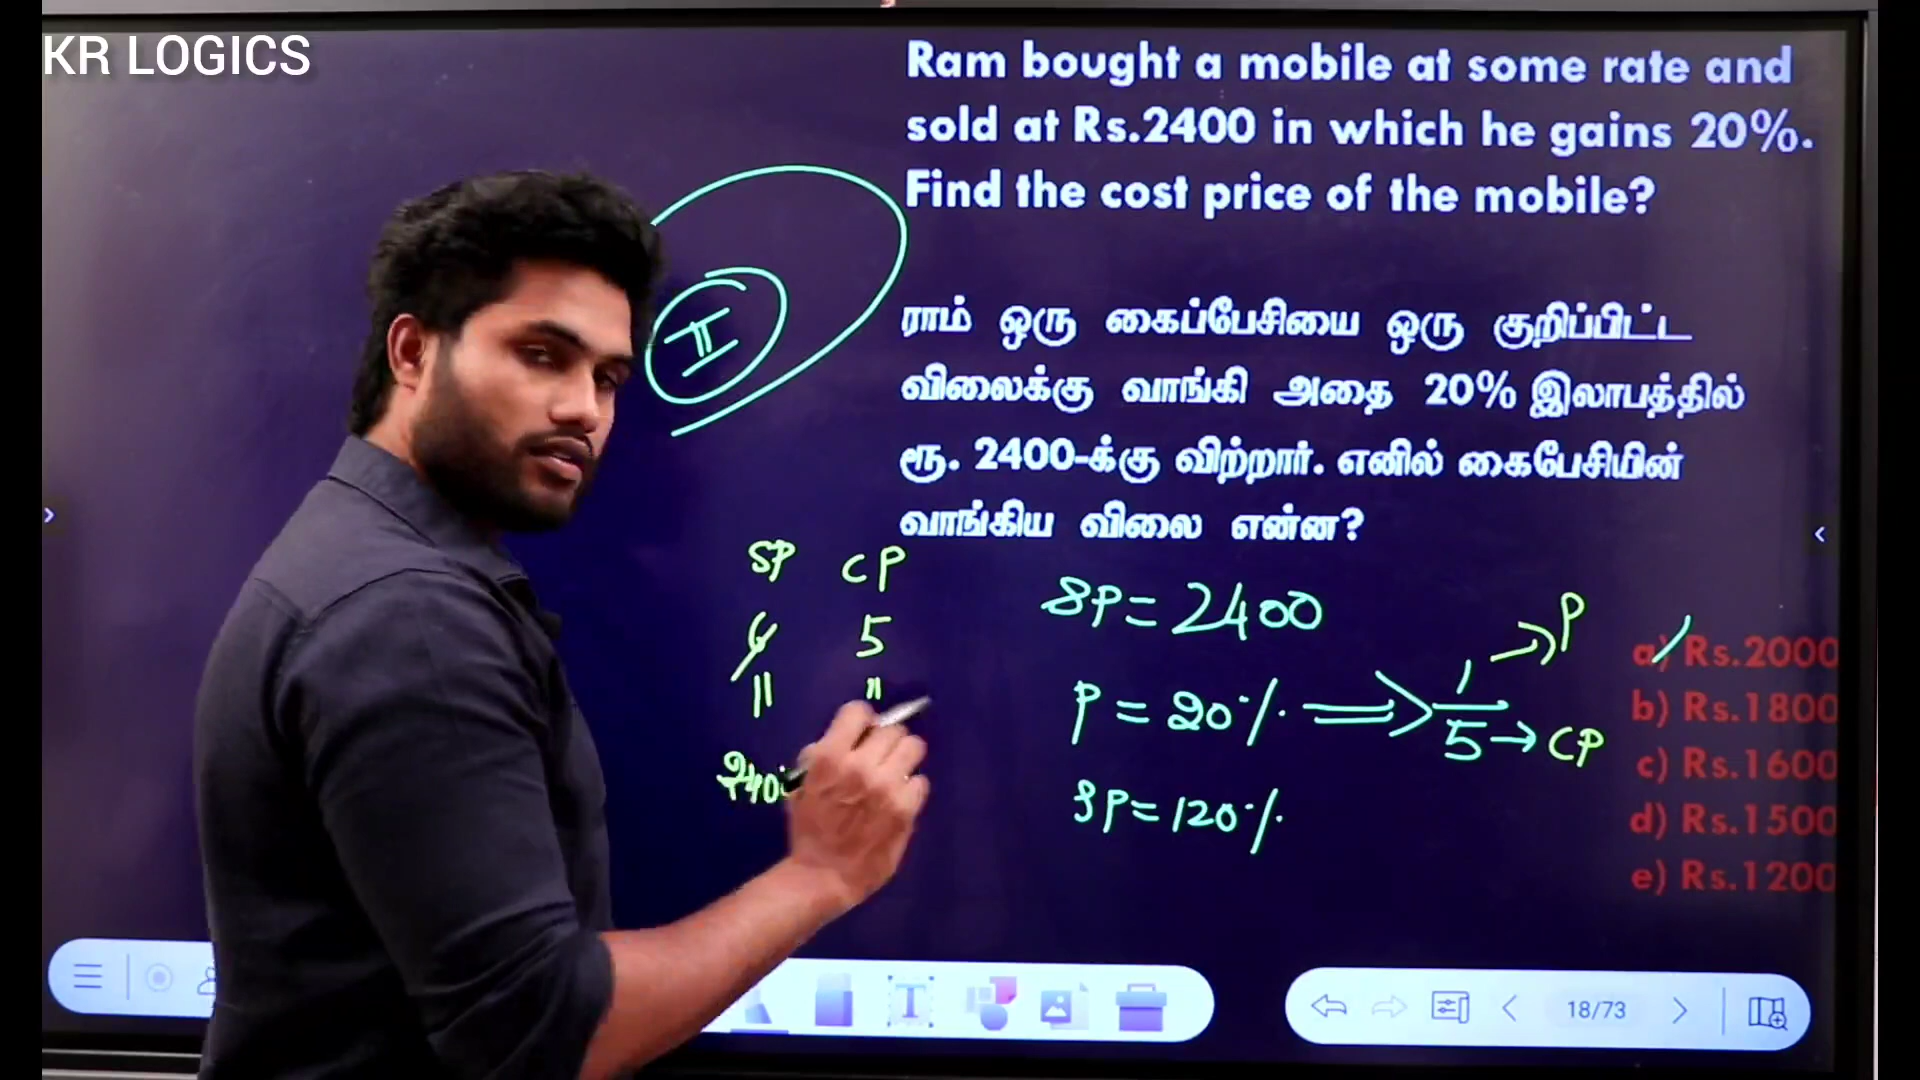 KR LOGICS
Ram bought a mobile at some rate and
sold at Rs.2400 in which he gains 20%.
Find the cost price of the mobile?
II
ராம் ஒரு கைப்பேசியை ஒரு குறிப்பிட்ட
விலைக்கு வாங்கி அதை 20% இலாபத்தில்
ரூ. 2400-க்கு விற்றார். எனில் கைபேசியின்
வாங்கிய விலை என்ன?
SP CP
6 5
2400
SP = 2400
P = 20% ⟹ 1/5
→ P
→ CP
SP = 120%
a) Rs.2000
b) Rs.1800
c) Rs.1600
d) Rs.1500
e) Rs.1200
18/73